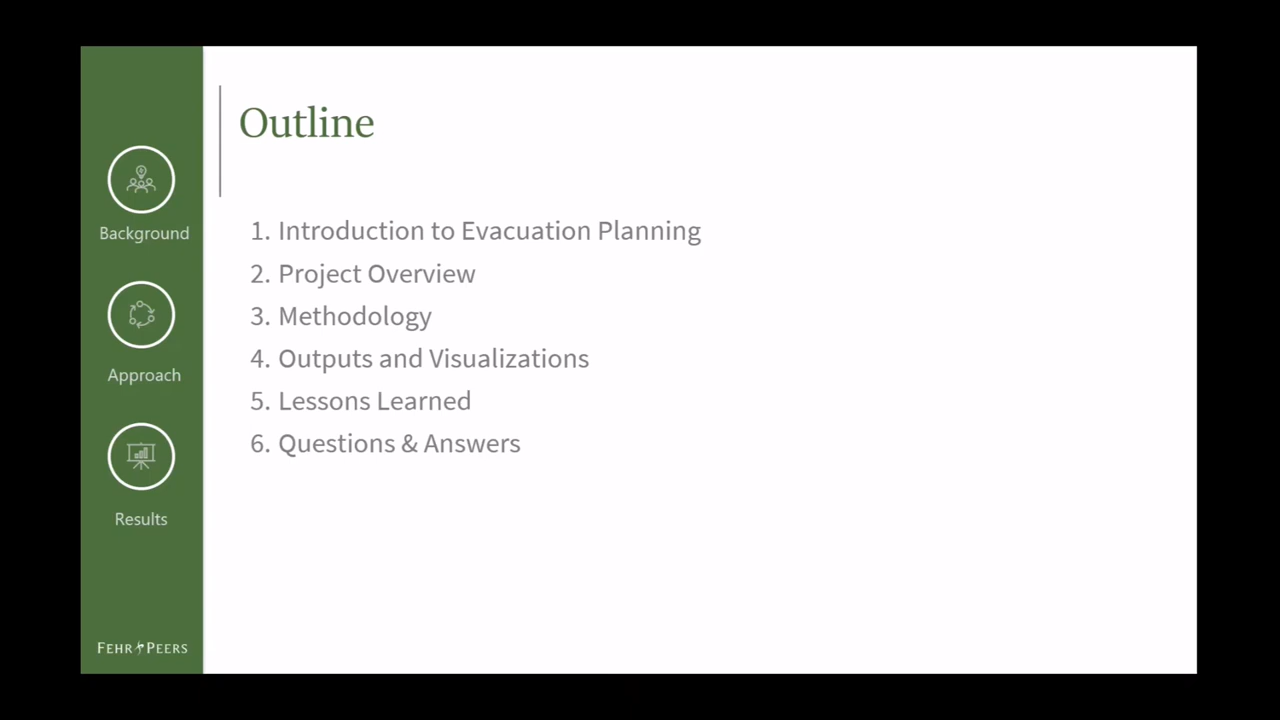 Outline
1. Introduction to Evacuation Planning
2. Project Overview
3. Methodology
4. Outputs and Visualizations
5. Lessons Learned
6. Questions & Answers
Background
Approach
Results
FEHR PEERS